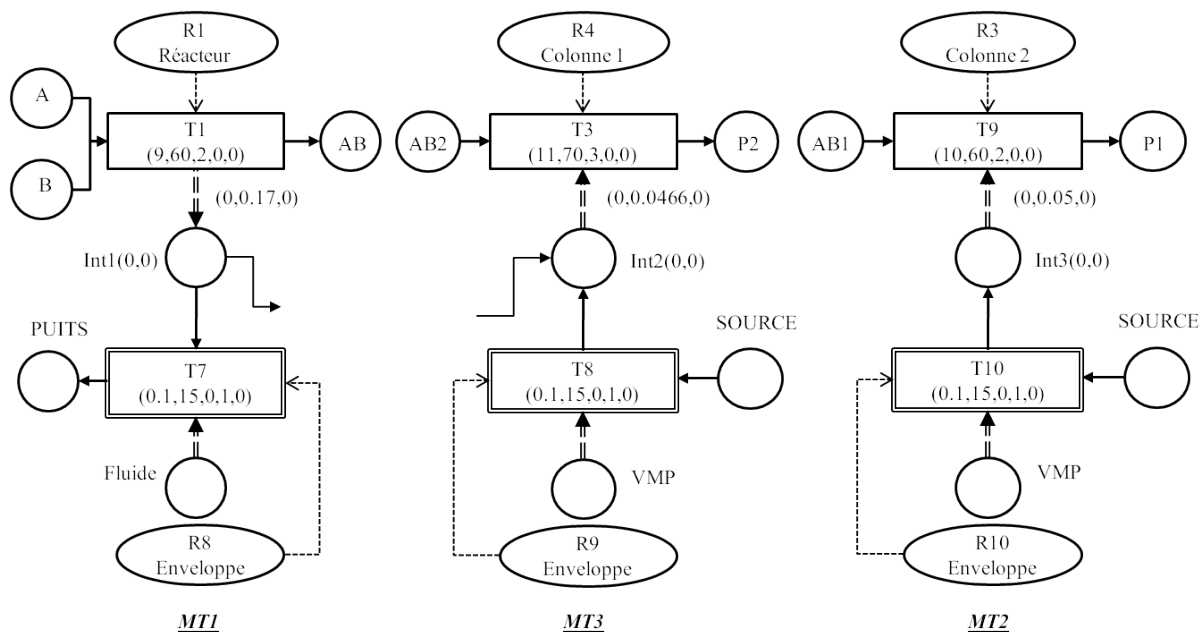 R1
Réacteur
R4
Colonne 1
R3
Colonne 2
A
B
T1
(9,60,2,0,0)
AB
AB2
T3
(11,70,3,0,0)
P2
AB1
T9
(10,60,2,0,0)
P1
(0,0.17,0)
(0,0.0466,0)
(0,0.05,0)
Int1(0,0)
Int2(0,0)
Int3(0,0)
PUITS
SOURCE
SOURCE
T7
(0.1,15,0,1,0)
T8
(0.1,15,0,1,0)
T10
(0.1,15,0,1,0)
Fluide
VMP
VMP
R8
Enveloppe
R9
Enveloppe
R10
Enveloppe
MT1
MT3
MT2